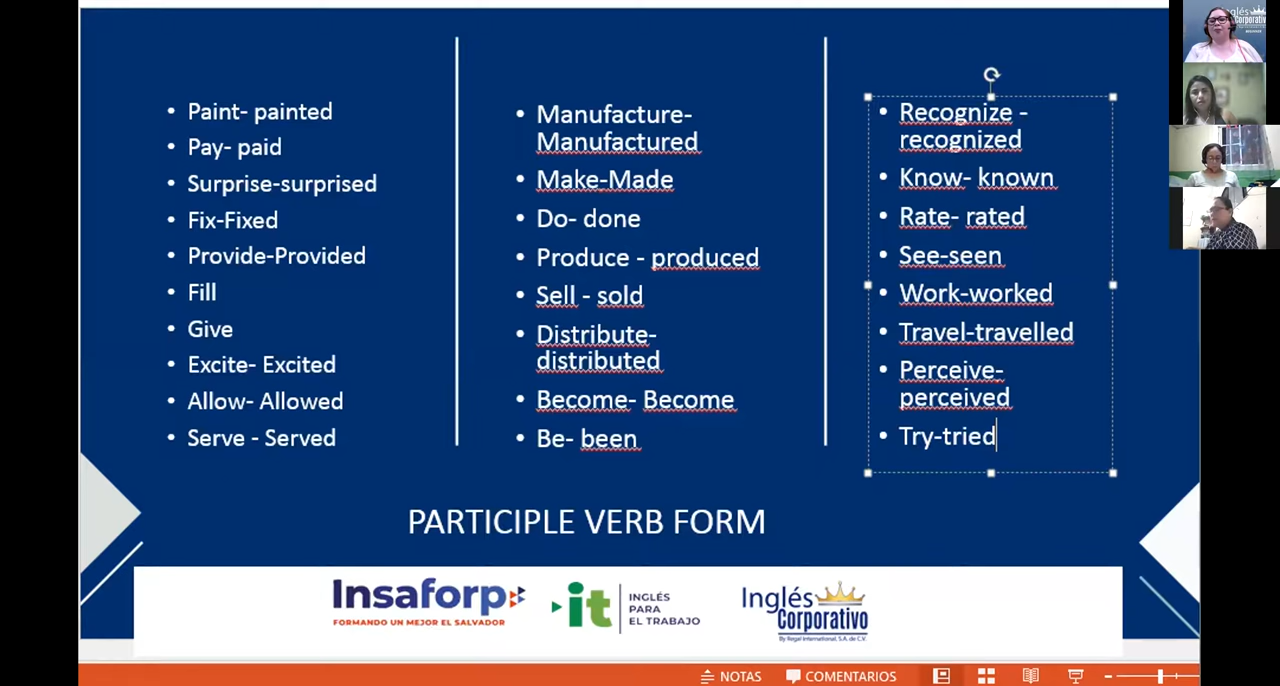 Paint- painted
Pay- paid
Surprise-surprised
Fix-Fixed
Provide-Provided
Fill
Give
Excite- Excited
Allow- Allowed
Serve - Served
Manufacture-
Manufactured
Make-Made
Do- done
Produce - produced
Sell - sold
Distribute-
distributed
Become- Become
Be- been
Recognize -
recognized
Know- known
Rate- rated
See-seen
Work-worked
Travel-travelled
Perceive-
perceived
Try-tried
PARTICIPLE VERB FORM
Insaforp
FORMANDO UN MEJOR EL SALVADOR
it
INGLÉS
PARA
EL TRABAJO
Inglés
Corporativo
By Regal International, S.A. de C.V.
NOTAS
COMENTARIOS